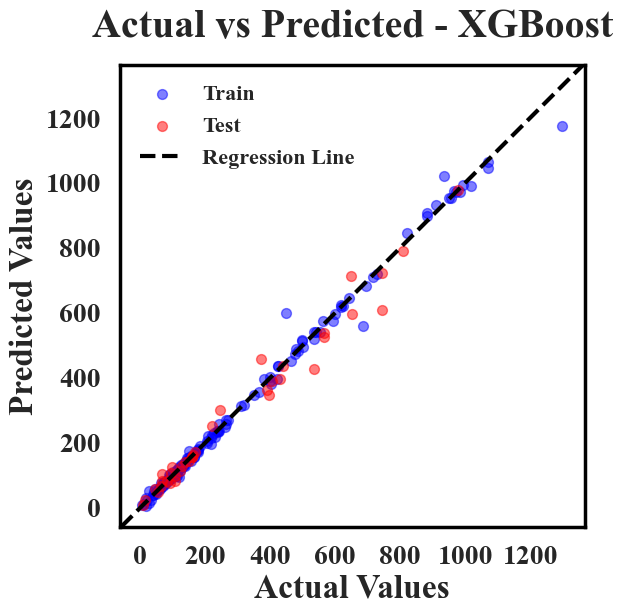 Actual vs Predicted - XGBoost
Train
Test
Regression Line
Predicted Values
1200
1000
800
600
400
200
0
0 200 400 600 800 1000 1200
Actual Values